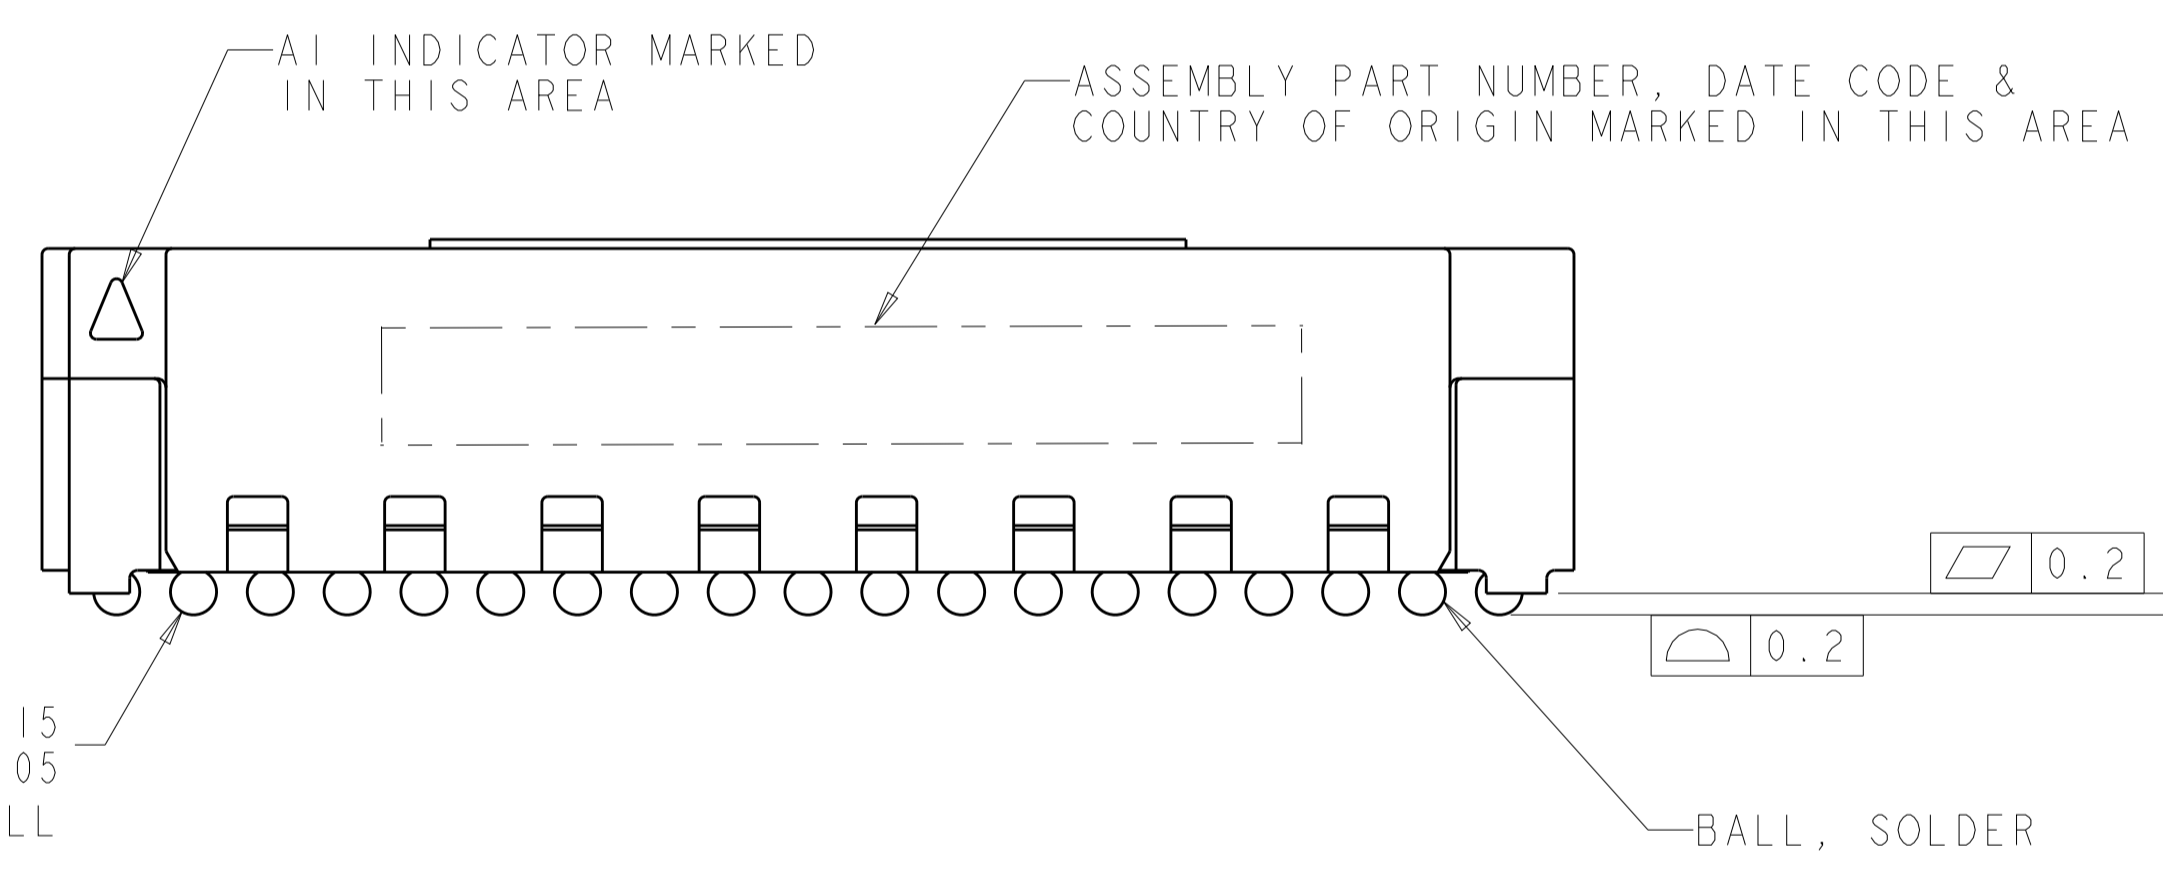 A1 INDICATOR MARKED
IN THIS AREA
ASSEMBLY PART NUMBER, DATE CODE &
COUNTRY OF ORIGIN MARKED IN THIS AREA
0.2
0.2
15
05
LL
BALL, SOLDER